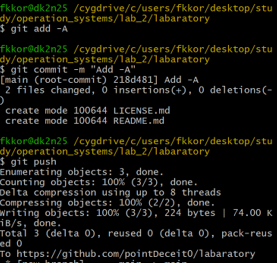 fkkor@dk2n25 /cygdrive/c/users/fkkor/desktop/stu
dy/operation_systems/lab_2/labaratory
$ git add -A

fkkor@dk2n25 /cygdrive/c/users/fkkor/desktop/stu
dy/operation_systems/lab_2/labaratory
$ git commit -m "Add -A"
[main (root-commit) 218d481] Add -A
 2 files changed, 0 insertions(+), 0 deletions(-
)
 create mode 100644 LICENSE.md
 create mode 100644 README.md

fkkor@dk2n25 /cygdrive/c/users/fkkor/desktop/stu
dy/operation_systems/lab_2/labaratory
$ git push
Enumerating objects: 3, done.
Counting objects: 100% (3/3), done.
Delta compression using up to 8 threads
Compressing objects: 100% (2/2), done.
Writing objects: 100% (3/3), 224 bytes | 74.00 K
iB/s, done.
Total 3 (delta 0), reused 0 (delta 0), pack-reus
ed 0
To https://github.com/pointDeceit0/labaratory